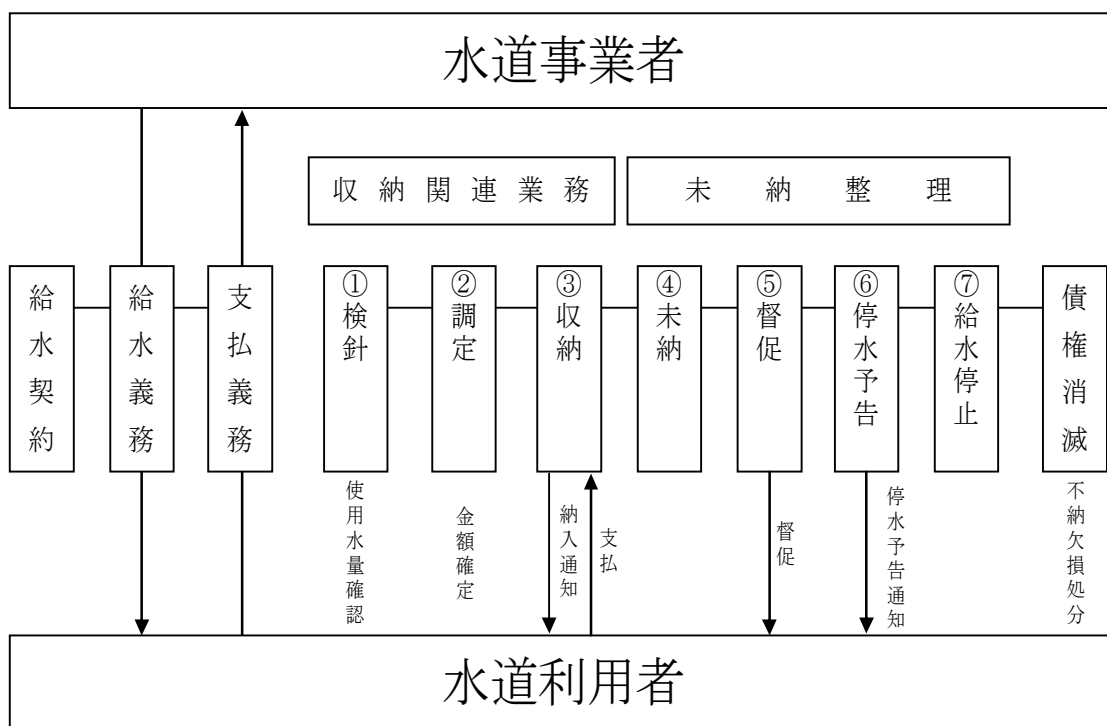 水道事業者
収納関連業務
未納整理
給水契約
給水義務
支払義務
①検針
②調定
③収納
④未納
⑤督促
⑥停水予告
⑦給水停止
債権消滅
使用水量確認
金額確定
納入通知
支払
督促
停水予告通知
不納欠損処分
水道利用者